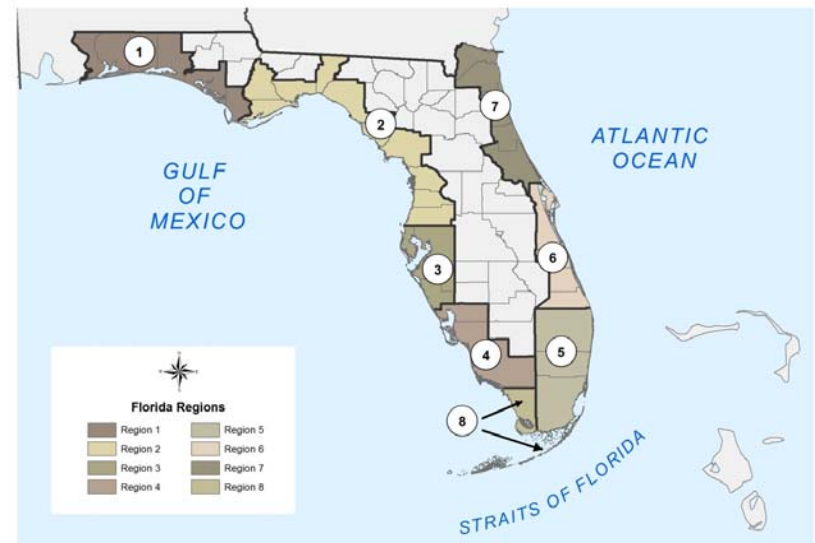 1
2
7
ATLANTIC
OCEAN
GULF
OF
MEXICO
3
6
4
5
8
Florida Regions
Region 1
Region 5
Region 2
Region 6
Region 3
Region 7
Region 4
Region 8
STRAITS OF FLORIDA